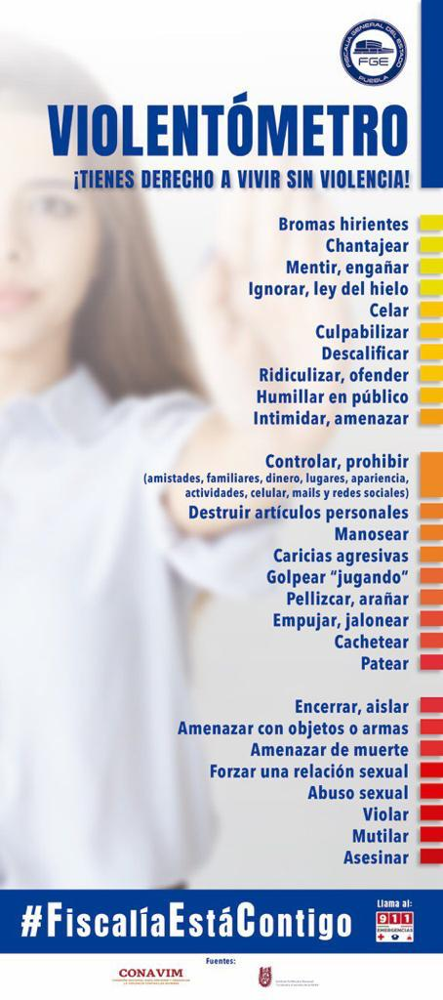 FISCALÍA GENERAL DEL ESTADO
FGE
PUEBLA
VIOLENTÓMETRO
¡TIENES DERECHO A VIVIR SIN VIOLENCIA!
Bromas hirientes
Chantajear
Mentir, engañar
Ignorar, ley del hielo
Celar
Culpabilizar
Descalificar
Ridiculizar, ofender
Humillar en público
Intimidar, amenazar
Controlar, prohibir
(amistades, familiares, dinero, lugares, apariencia,
actividades, celular, mails y redes sociales)
Destruir artículos personales
Manosear
Caricias agresivas
Golpear “jugando”
Pellizcar, arañar
Empujar, jalonear
Cachetear
Patear
Encerrar, aislar
Amenazar con objetos o armas
Amenazar de muerte
Forzar una relación sexual
Abuso sexual
Violar
Mutilar
Asesinar
#FiscalíaEstáContigo
Llama al:
911
EMERGENCIAS
Fuentes:
CONAVIM